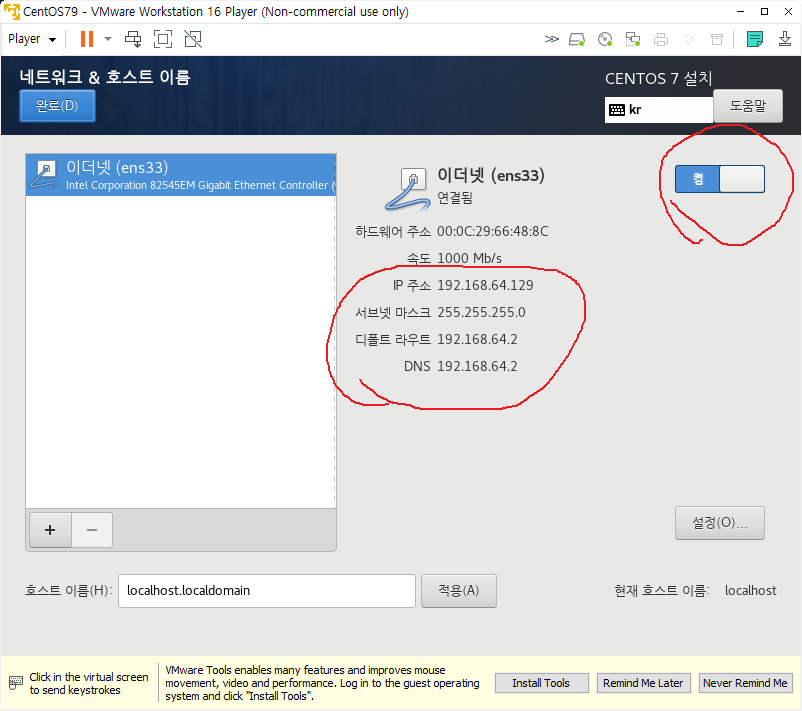 CentOS79 - VMware Workstation 16 Player (Non-commercial use only)
Player
네트워크 & 호스트 이름
CENTOS 7 설치
완료(D)
kr
도움말
이더넷 (ens33)
Intel Corporation 82545EM Gigabit Ethernet Controller (
이더넷 (ens33)
연결됨
켬
하드웨어 주소 00:0C:29:66:48:8C
속도 1000 Mb/s
IP 주소 192.168.64.129
서브넷 마스크 255.255.255.0
디폴트 라우트 192.168.64.2
DNS 192.168.64.2
+ −
설정(O)...
호스트 이름(H): localhost.localdomain 적용(A) 현재 호스트 이름: localhost
Click in the virtual screen
to send keystrokes
VMware Tools enables many features and improves mouse
movement, video and performance. Log in to the guest operating
system and click "Install Tools".
Install Tools
Remind Me Later
Never Remind Me